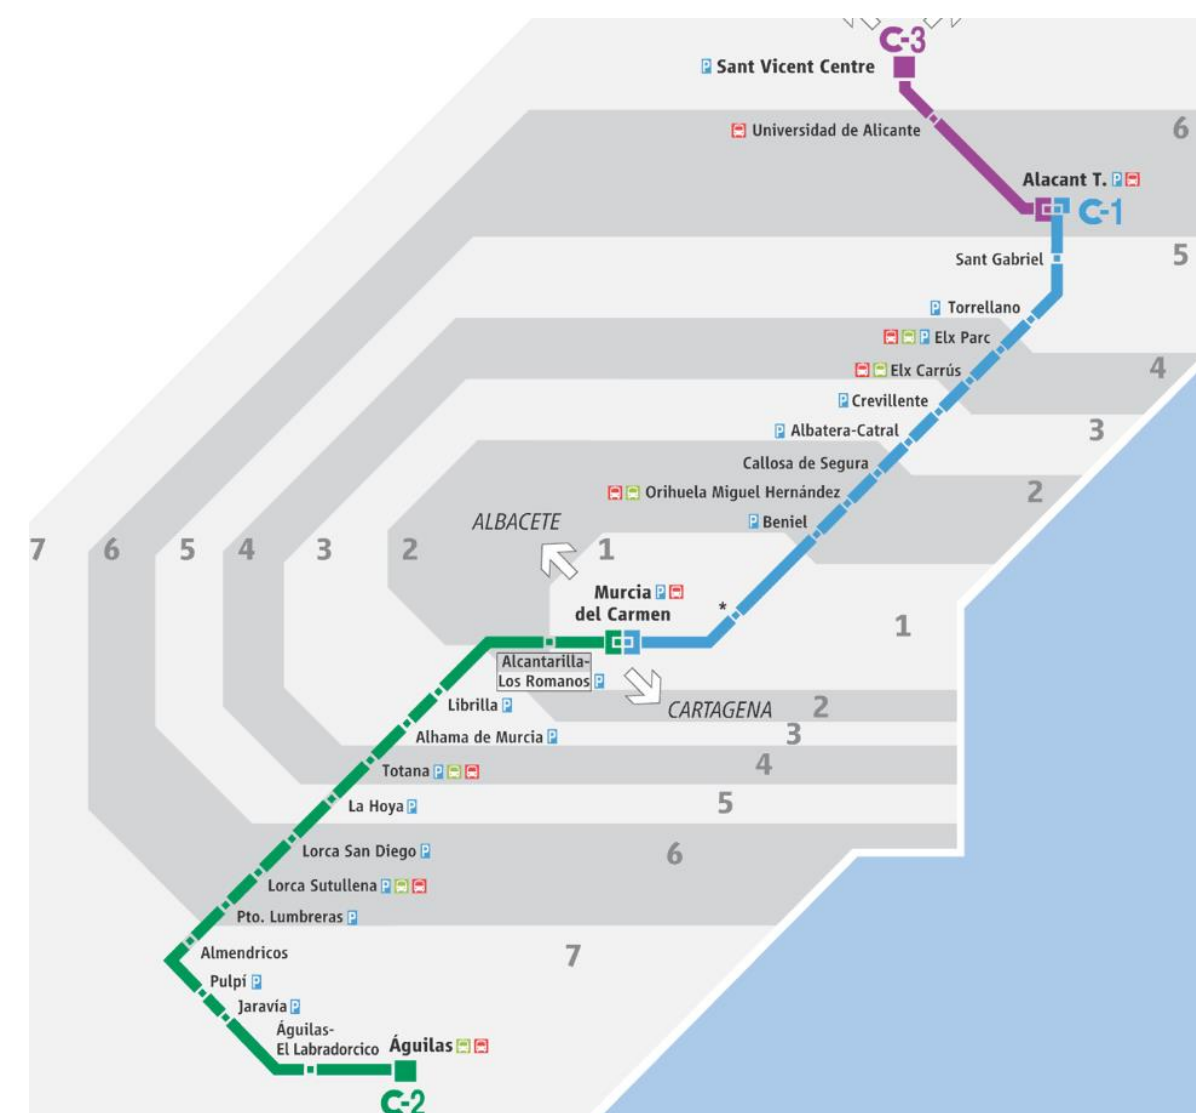 C-3
P Sant Vicent Centre
Universidad de Alicante
6
Alacant T. P
C-1
5
Sant Gabriel
P Torrellano
P Elx Parc
4
Elx Carrús
P Crevillente
3
P Albatera-Catral
Callosa de Segura
2
Orihuela Miguel Hernández
ALBACETE
P Beniel
7 6 5 4 3 2 1
Murcia P
del Carmen
*
1
Alcantarilla-
Los Romanos P
Librilla P
CARTAGENA
2
Alhama de Murcia P
3
Totana P
4
La Hoya P
5
Lorca San Diego P
6
Lorca Sutullena P
Pto. Lumbreras P
Almendricos
7
Pulpí P
Jaravía P
Águilas-
El Labradorcico
Águilas
C-2